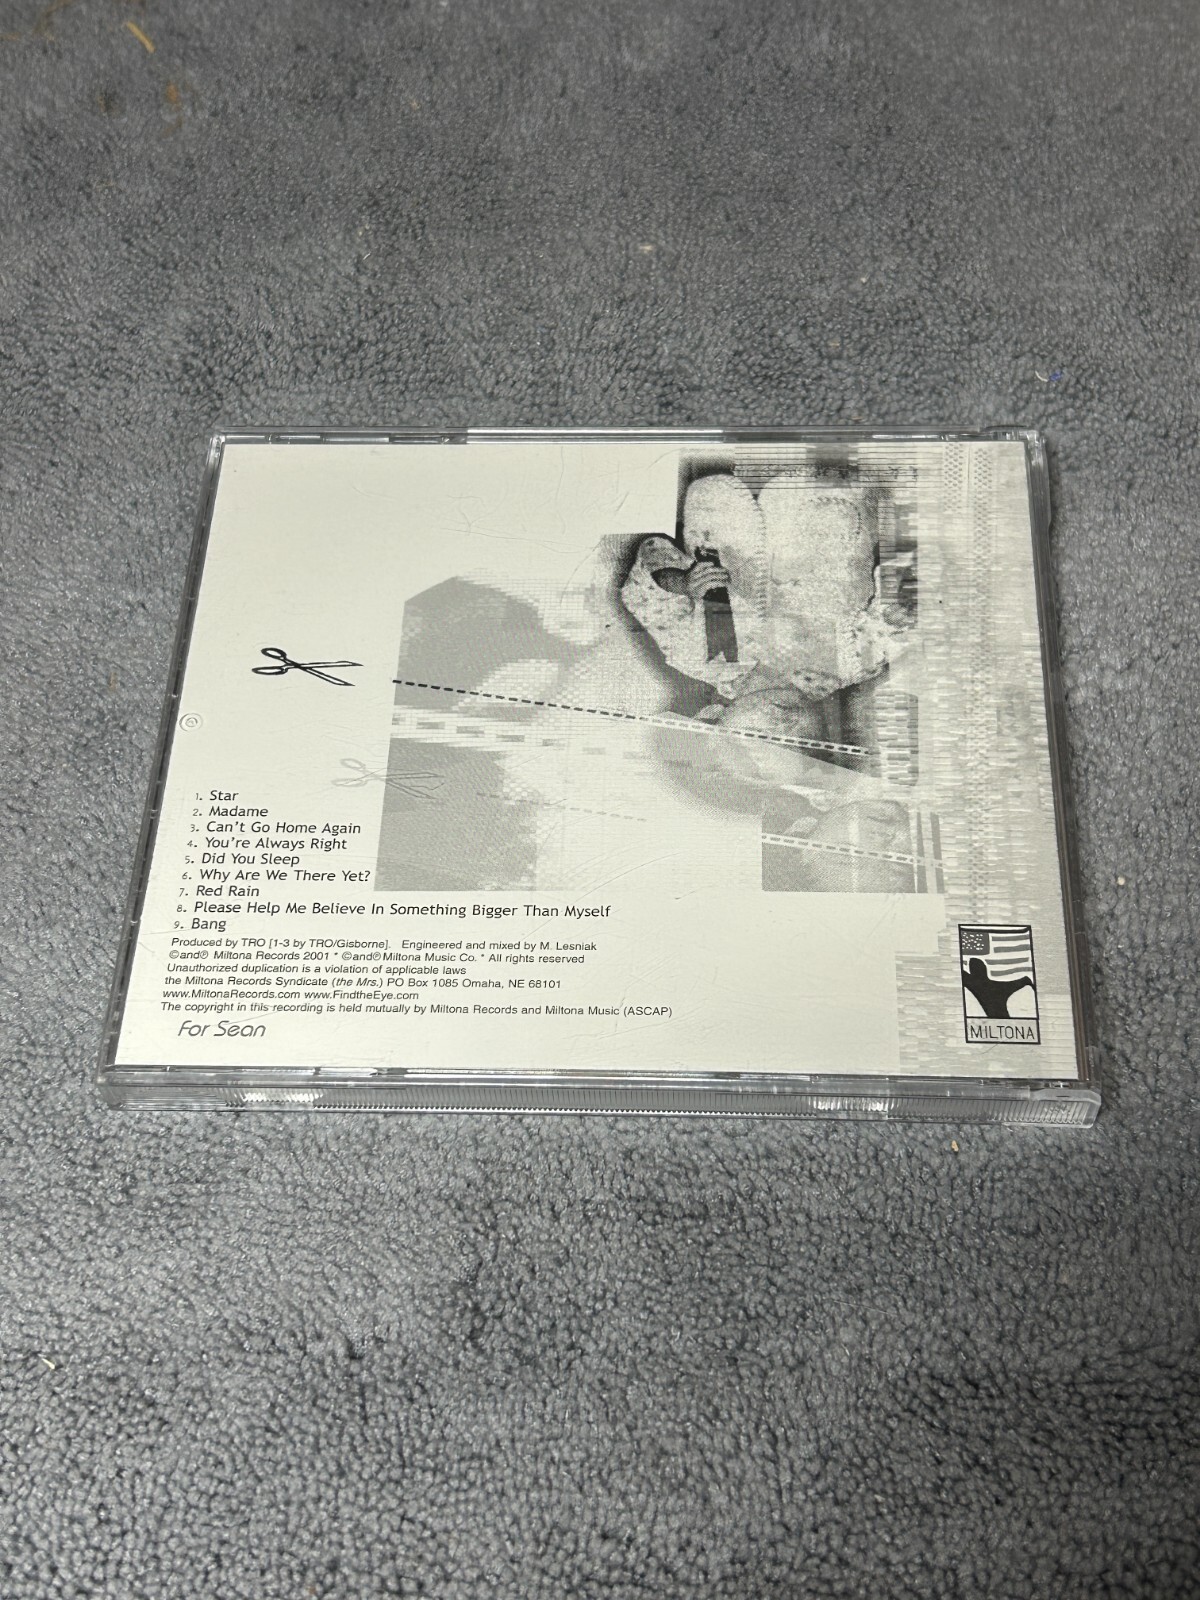 1. Star
2. Madame
3. Can't Go Home Again
4. You're Always Right
5. Did You Sleep
6. Why Are We There Yet?
7. Red Rain
8. Please Help Me Believe In Something Bigger Than Myself
9. Bang
Produced by TRO [1-3 by TRO/Gisborne]. Engineered and mixed by M. Lesniak
©and℗ Miltona Records 2001 * ©and℗Miltona Music Co. * All rights reserved
Unauthorized duplication is a violation of applicable laws
the Miltona Records Syndicate (the Mrs.) PO Box 1085 Omaha, NE 68101
www.MiltonaRecords.com www.FindtheEye.com
The copyright in this recording is held mutually by Miltona Records and Miltona Music (ASCAP)
For Sean
MILTONA